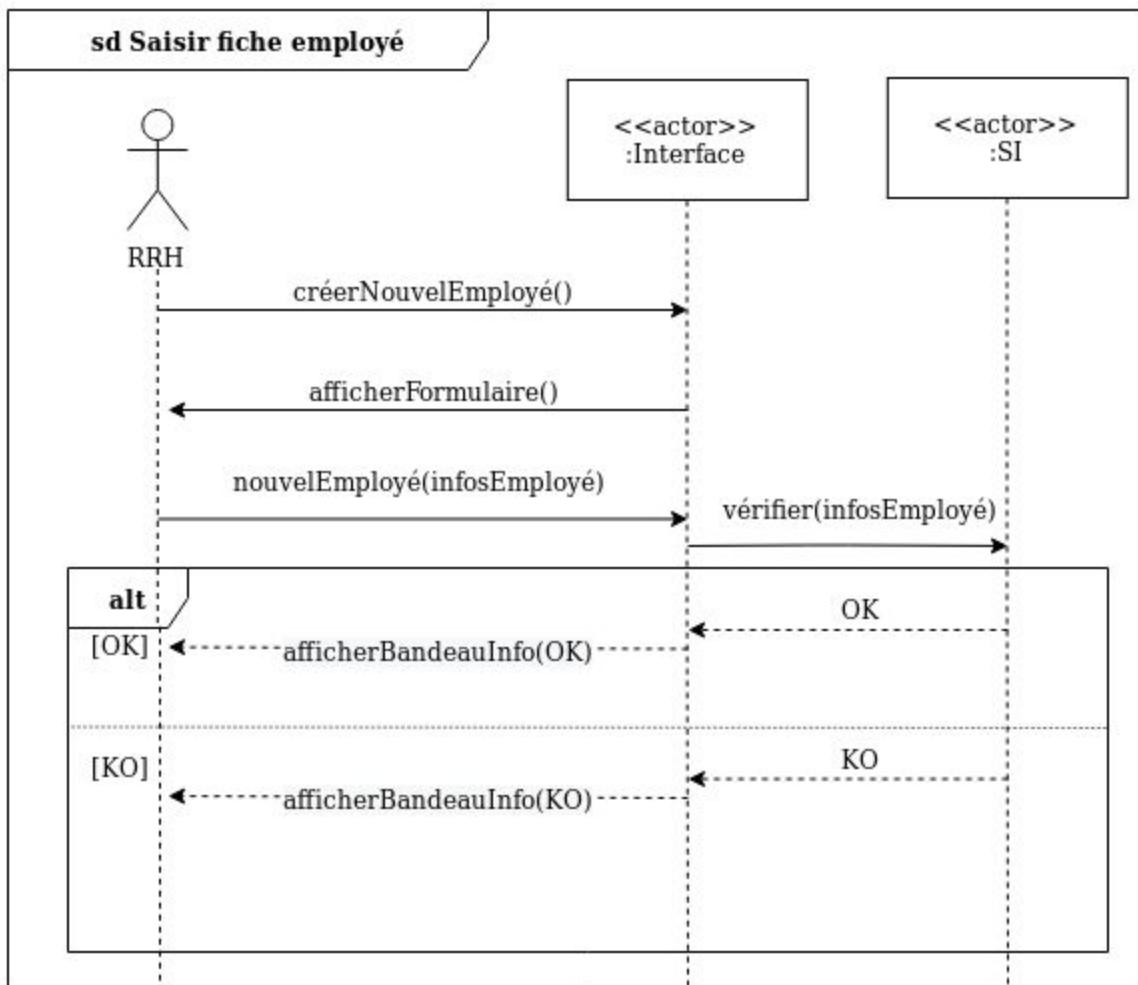 sd Saisir fiche employé
<<actor>>
:Interface
<<actor>>
:SI
RRH
créerNouvelEmployé()
afficherFormulaire()
nouvelEmployé(infosEmployé)
vérifier(infosEmployé)
alt
OK
[OK]
afficherBandeauInfo(OK)
KO
[KO]
afficherBandeauInfo(KO)